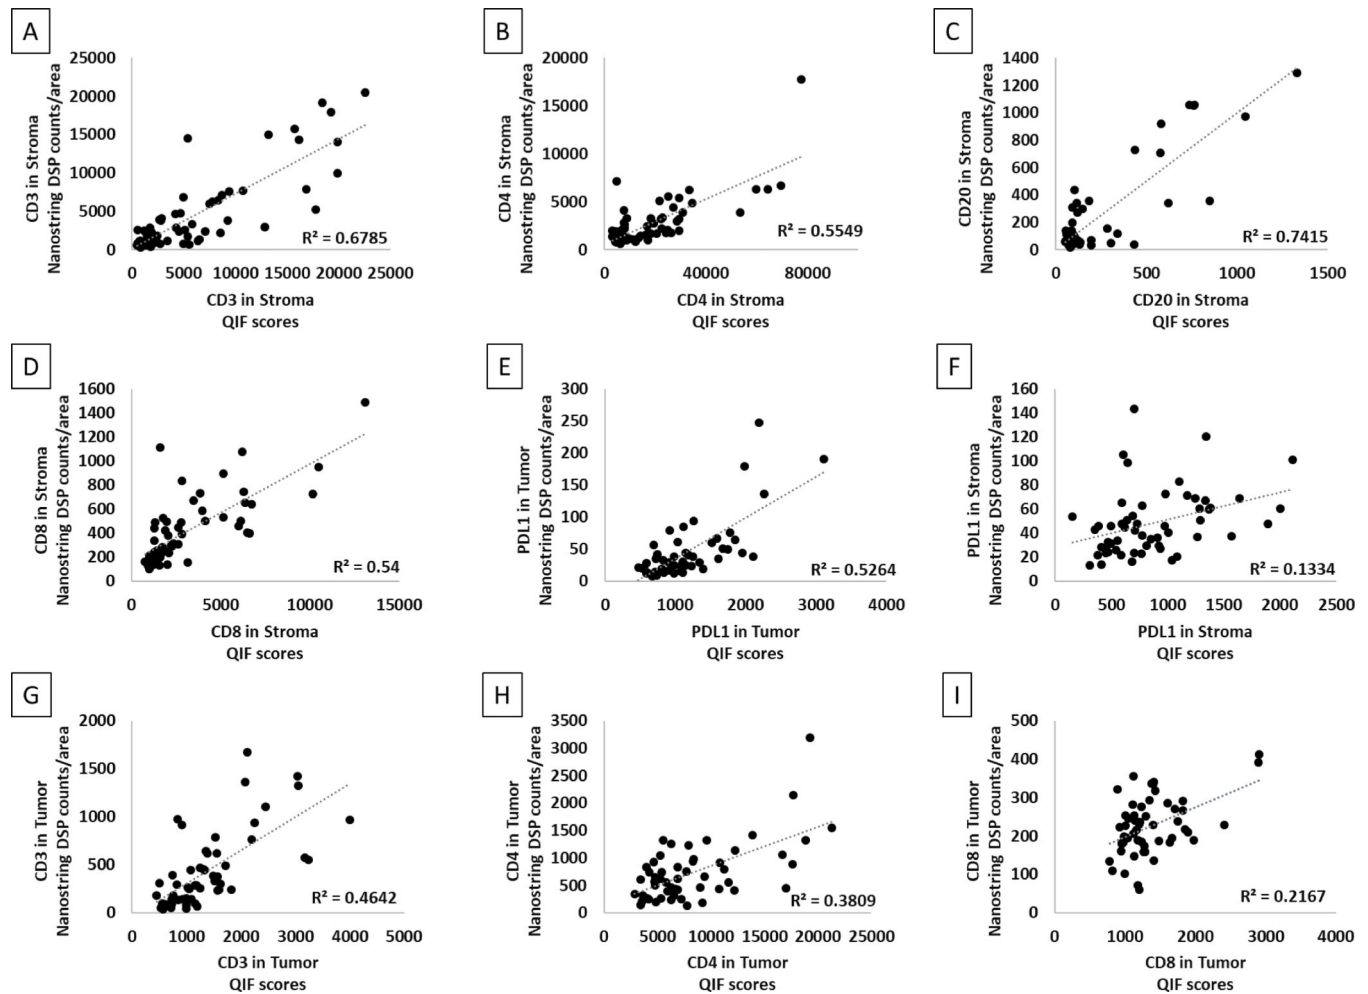 A
CD3 in Stroma
Nanostring DSP counts/area
25000
20000
15000
10000
5000
0
0 5000 10000 15000 20000 25000
R² = 0.6785
CD3 in Stroma
QIF scores
B
CD4 in Stroma
Nanostring DSP counts/area
20000
15000
10000
5000
0
0 40000 80000
R² = 0.5549
CD4 in Stroma
QIF scores
C
CD20 in Stroma
Nanostring DSP counts/area
1400
1200
1000
800
600
400
200
0
0 500 1000 1500
R² = 0.7415
CD20 in Stroma
QIF scores
D
CD8 in Stroma
Nanostring DSP counts/area
1600
1400
1200
1000
800
600
400
200
0
0 5000 10000 15000
R² = 0.54
CD8 in Stroma
QIF scores
E
PDL1 in Tumor
Nanostring DSP counts/area
300
250
200
150
100
50
0
0 1000 2000 3000 4000
R² = 0.5264
PDL1 in Tumor
QIF scores
F
PDL1 in Stroma
Nanostring DSP counts/area
160
140
120
100
80
60
40
20
0
0 500 1000 1500 2000 2500
R² = 0.1334
PDL1 in Stroma
QIF scores
G
CD3 in Tumor
Nanostring DSP counts/area
2000
1500
1000
500
0
0 1000 2000 3000 4000 5000
R² = 0.4642
CD3 in Tumor
QIF scores
H
CD4 in Tumor
Nanostring DSP counts/area
3500
3000
2500
2000
1500
1000
500
0
0 5000 10000 15000 20000 25000
R² = 0.3809
CD4 in Tumor
QIF scores
I
CD8 in Tumor
Nanostring DSP counts/area
500
400
300
200
100
0
0 1000 2000 3000 4000
R² = 0.2167
CD8 in Tumor
QIF scores